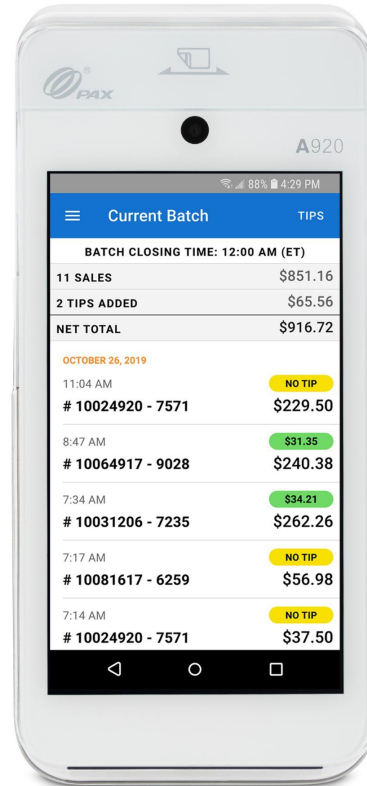 PAX
A920
88% 4:29 PM
Current Batch TIPS
BATCH CLOSING TIME: 12:00 AM (ET)
11 SALES $851.16
2 TIPS ADDED $65.56
NET TOTAL $916.72
OCTOBER 26, 2019
11:04 AM NO TIP
# 10024920 - 7571 $229.50
8:47 AM $31.35
# 10064917 - 9028 $240.38
7:34 AM $34.21
# 10031206 - 7235 $262.26
7:17 AM NO TIP
# 10081617 - 6259 $56.98
7:14 AM NO TIP
# 10024920 - 7571 $37.50